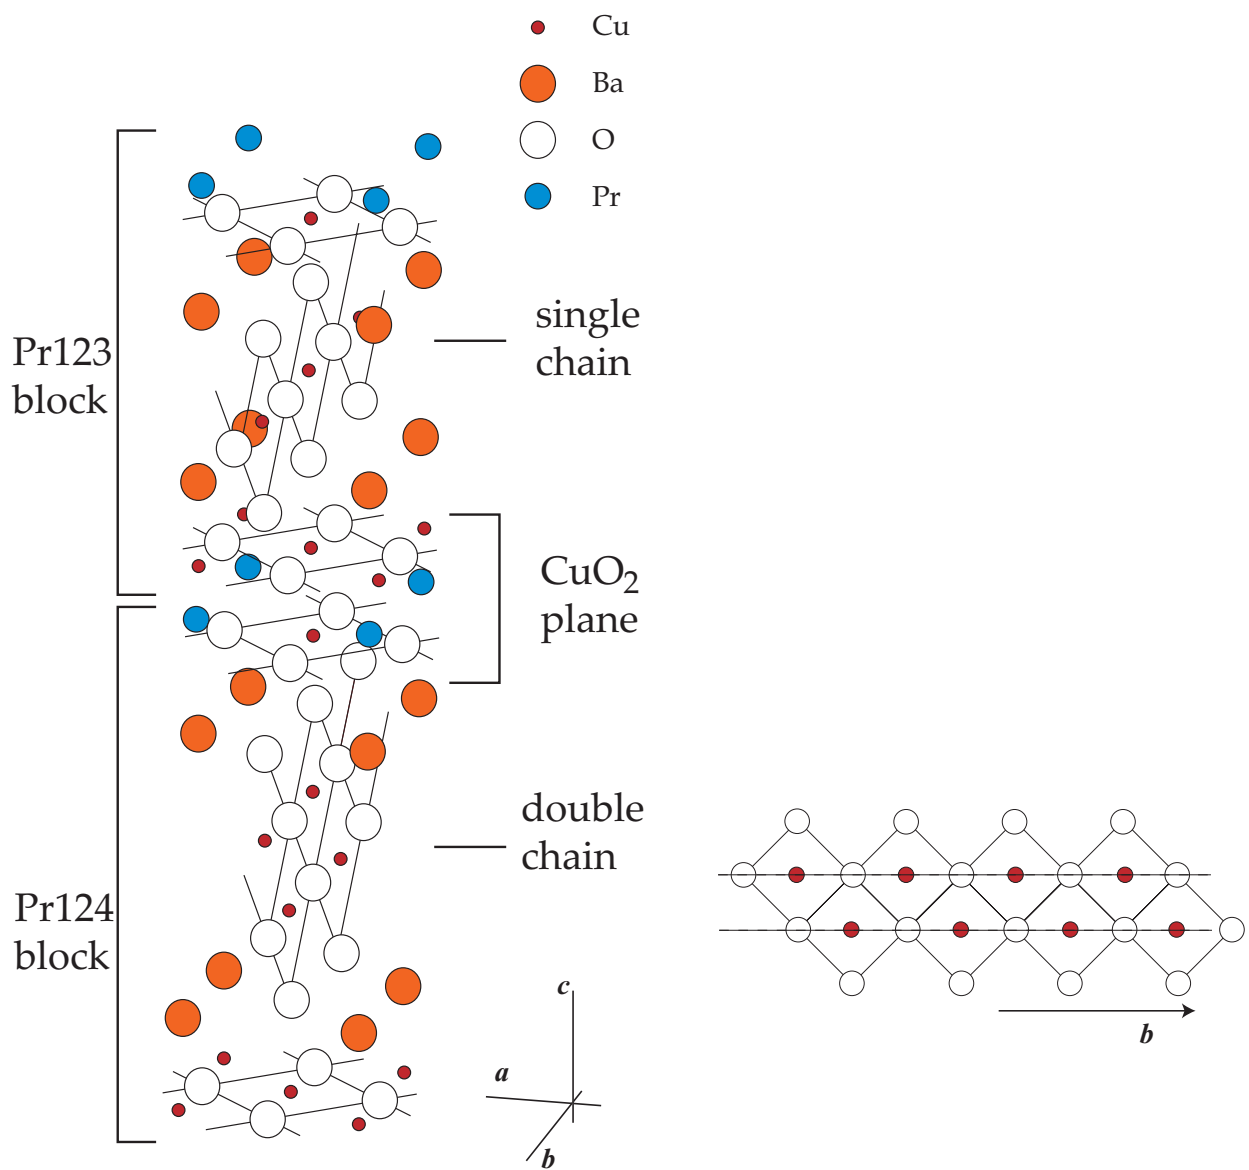 Cu
Ba
O
Pr
Pr123
block
single
chain
CuO₂
plane
Pr124
block
double
chain
c
a
b
b